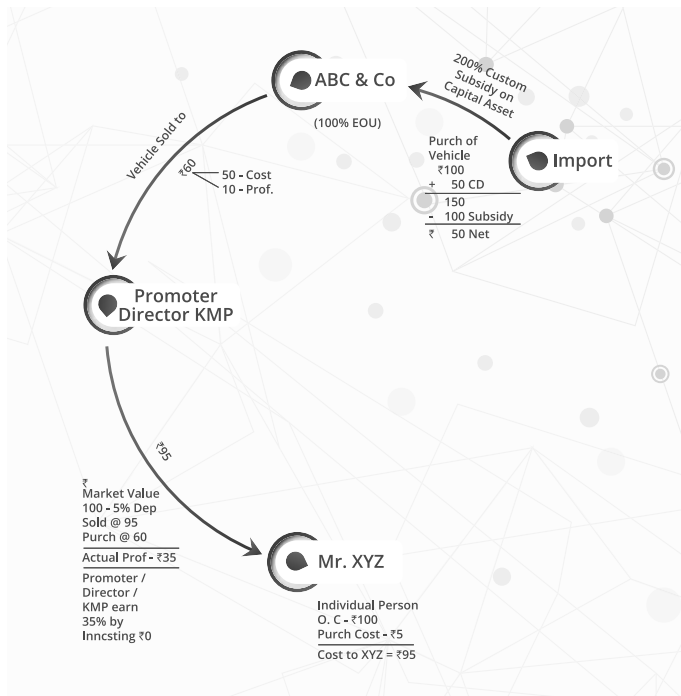 200% Custom
Subsidy on
Capital Asset
ABC & Co
(100% EOU)
Import
Purch of
Vehicle
₹100
+ 50 CD
150
- 100 Subsidy
₹ 50 Net
Vehicle Sold to
₹60
50 - Cost
10 - Prof.
Promoter
Director KMP
₹95
₹
Market Value
100 - 5% Dep
Sold @ 95
Purch @ 60
Actual Prof - ₹35
Promoter /
Director /
KMP earn
35% by
Inncsting ₹0
Mr. XYZ
Individual Person
O. C - ₹100
Purch Cost - ₹5
Cost to XYZ = ₹95